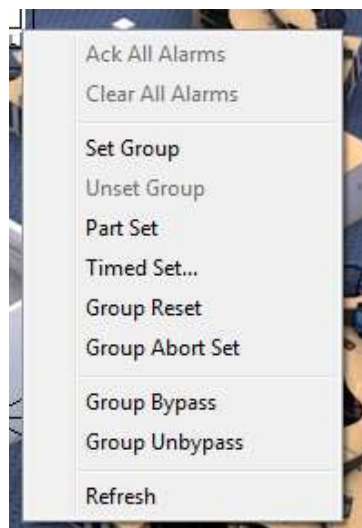 Ack All Alarms
Clear All Alarms
Set Group
Unset Group
Part Set
Timed Set...
Group Reset
Group Abort Set
Group Bypass
Group Unbypass
Refresh